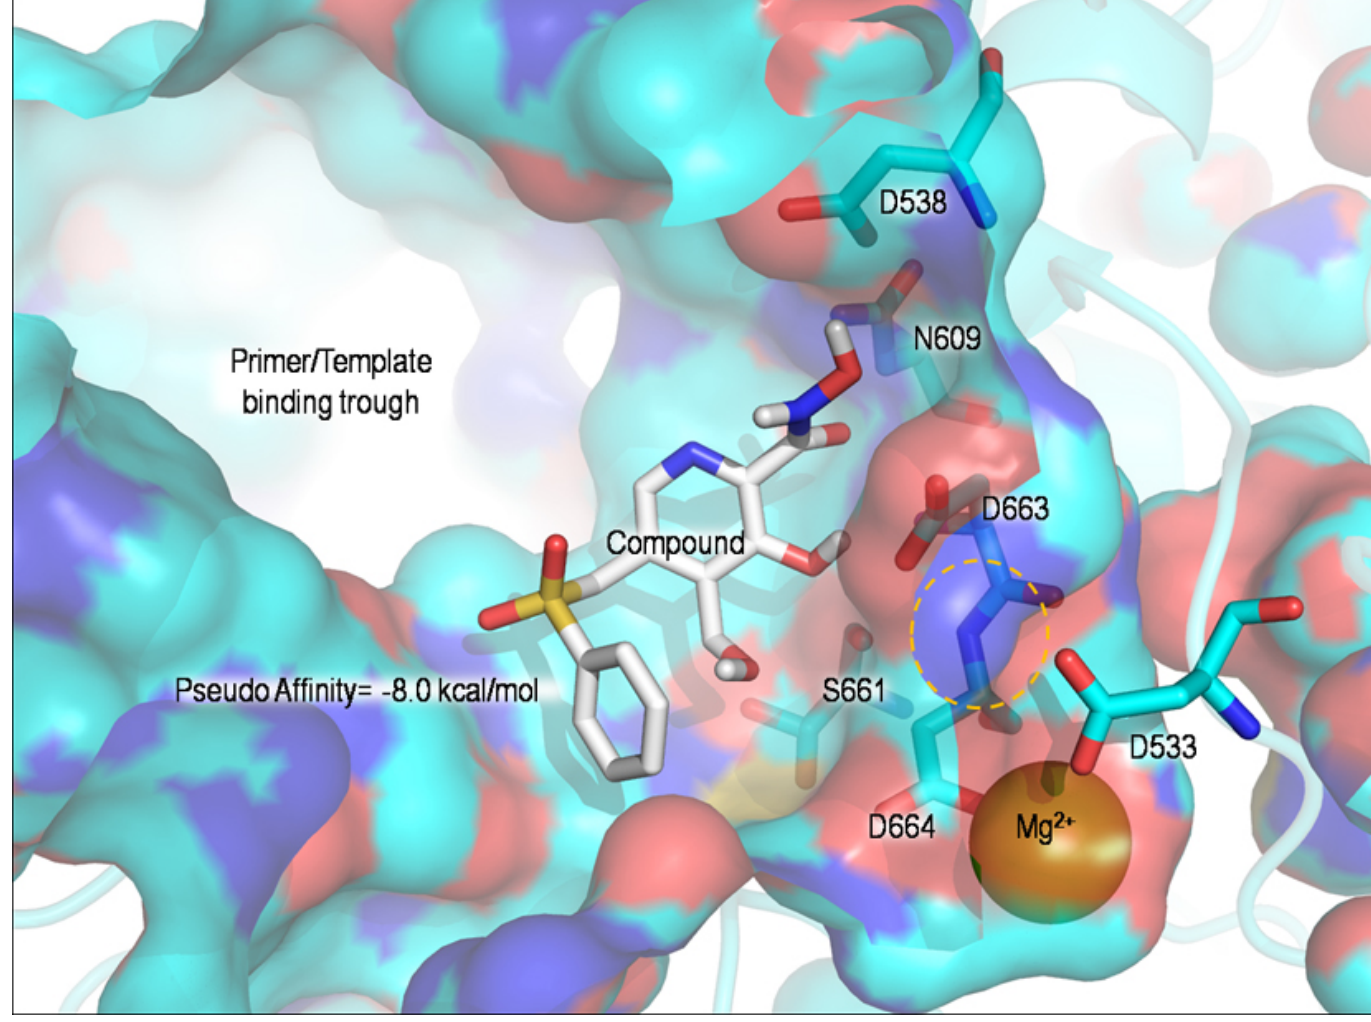 D538
N609
Primer/Template
binding trough
D663
Compound
Pseudo Affinity= -8.0 kcal/mol
S661
D533
D664
Mg²⁺